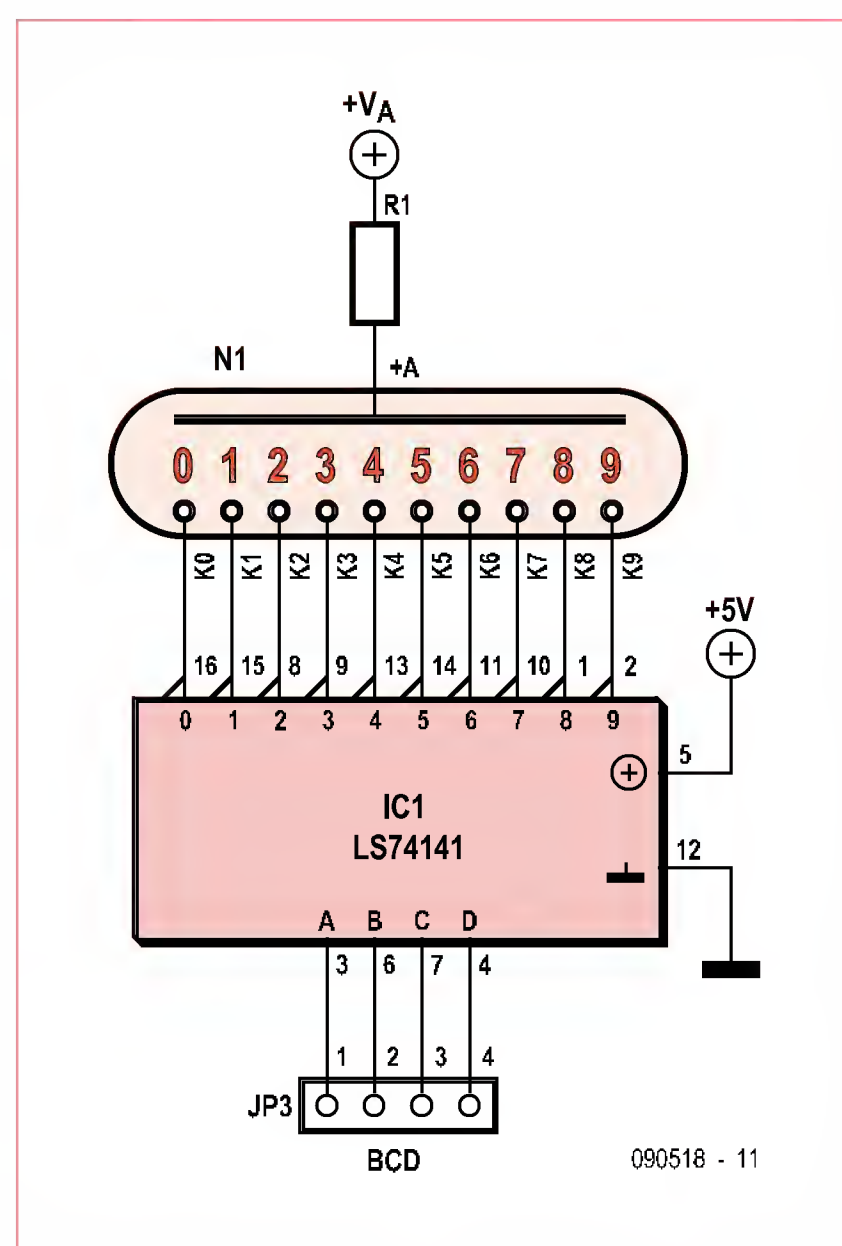 +VA
R1
N1
+A
0 1 2 3 4 5 6 7 8 9
K0 K1 K2 K3 K4 K5 K6 K7 K8 K9
+5V
16 15 8 9 13 14 11 10 1 2
0 1 2 3 4 5 6 7 8 9
5
IC1
LS74141
12
A B C D
3 6 7 4
1 2 3 4
JP3
BCD
090518 - 11